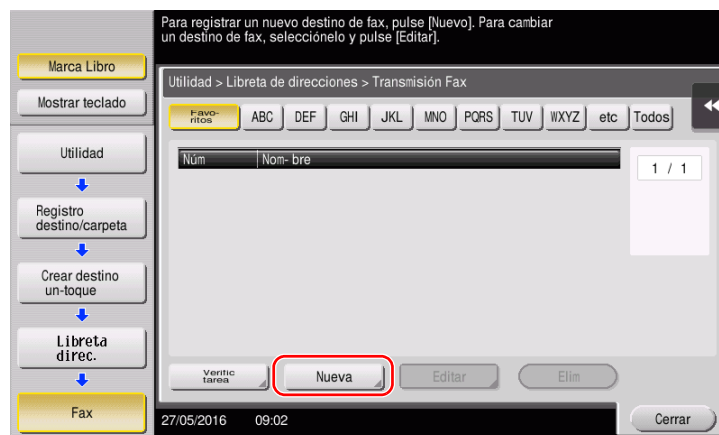 Para registrar un nuevo destino de fax, pulse [Nuevo]. Para cambiar
un destino de fax, selecciónelo y pulse [Editar].
Marca Libro
Mostrar teclado
Utilidad
Registro
destino/carpeta
Crear destino
un-toque
Libreta
direc.
Fax
Utilidad > Libreta de direcciones > Transmisión Fax
Favo-
ritos
ABC
DEF
GHI
JKL
MNO
PQRS
TUV
WXYZ
etc
Todos
Núm
Nom- bre
1 / 1
Verific
tarea
Nueva
Editar
Elim
27/05/2016 09:02
Cerrar